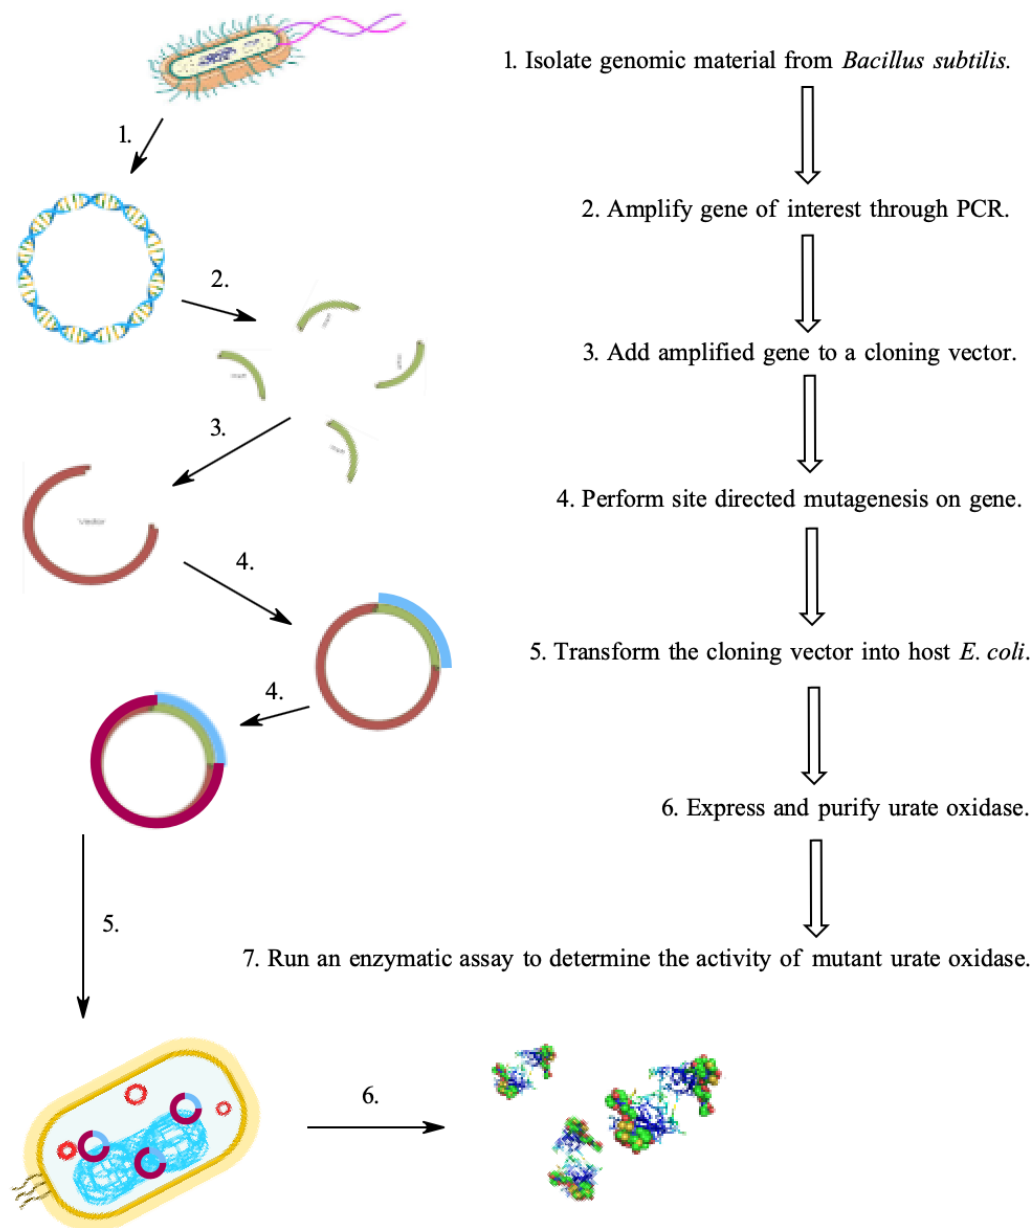 1. Isolate genomic material from Bacillus subtilis.
1.
2. Amplify gene of interest through PCR.
2.
3. Add amplified gene to a cloning vector.
3.
4. Perform site directed mutagenesis on gene.
Vector
4.
5. Transform the cloning vector into host E. coli.
4.
6. Express and purify urate oxidase.
5.
7. Run an enzymatic assay to determine the activity of mutant urate oxidase.
6.